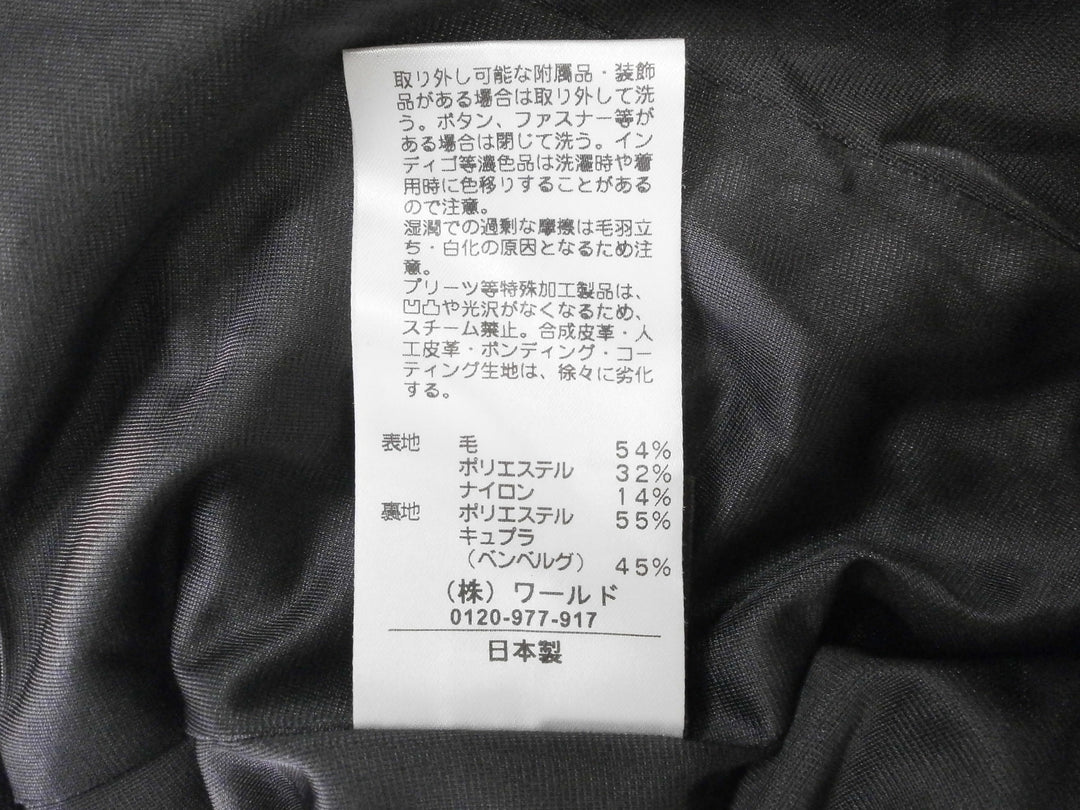 取り外し可能な附属品・装飾
品がある場合は取り外して洗
う。ボタン、ファスナー等が
ある場合は閉じて洗う。イン
ディゴ等濃色品は洗濯時や着
用時に色移りすることがある
ので注意。
湿潤での過剰な摩擦は毛羽立
ち・白化の原因となるため注
意。
プリーツ等特殊加工製品は、
凹凸や光沢がなくなるため、
スチーム禁止。合成皮革・人
工皮革・ボンディング・コー
ティング生地は、徐々に劣化
する。
表地 毛 54%
ポリエステル 32%
ナイロン 14%
裏地 ポリエステル 55%
キュプラ
(ベンベルグ) 45%
(株)ワールド
0120-977-917
日本製